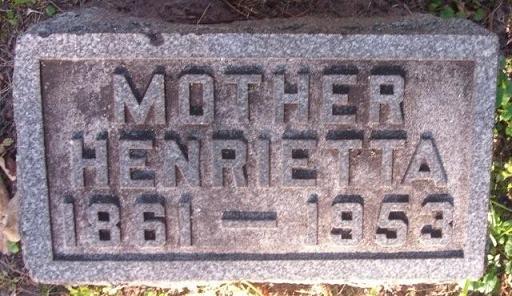 MOTHER
HENRIETTA
1861 — 1953